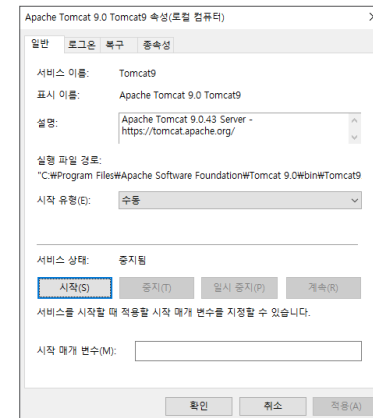 Apache Tomcat 9.0 Tomcat9 속성(로컬 컴퓨터)
일반 로그온 복구 종속성
서비스 이름: Tomcat9
표시 이름: Apache Tomcat 9.0 Tomcat9
설명: Apache Tomcat 9.0.43 Server -
https://tomcat.apache.org/
실행 파일 경로:
"C:₩Program Files₩Apache Software Foundation₩Tomcat 9.0₩bin₩Tomcat9
시작 유형(E): 수동
서비스 상태: 중지됨
시작(S) 중지(T) 일시 중지(P) 계속(R)
서비스를 시작할 때 적용할 시작 매개 변수를 지정할 수 있습니다.
시작 매개 변수(M):
확인 취소 적용(A)